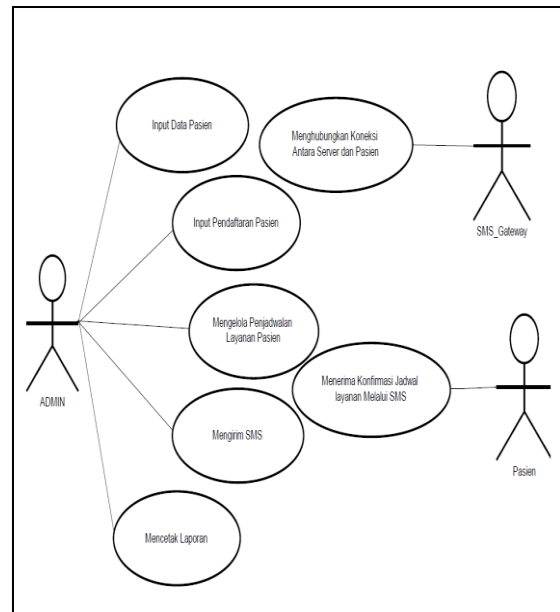 Input Data Pasien
Menghubungkan Koneksi
Antara Server dan Pasien
SMS_Gateway
Input Pendaftaran Pasien
Mengelola Penjadwalan
Layanan Pasien
ADMIN
Menerima Konfirmasi Jadwal
layanan Melalui SMS
Mengirim SMS
Pasien
Mencetak Laporan